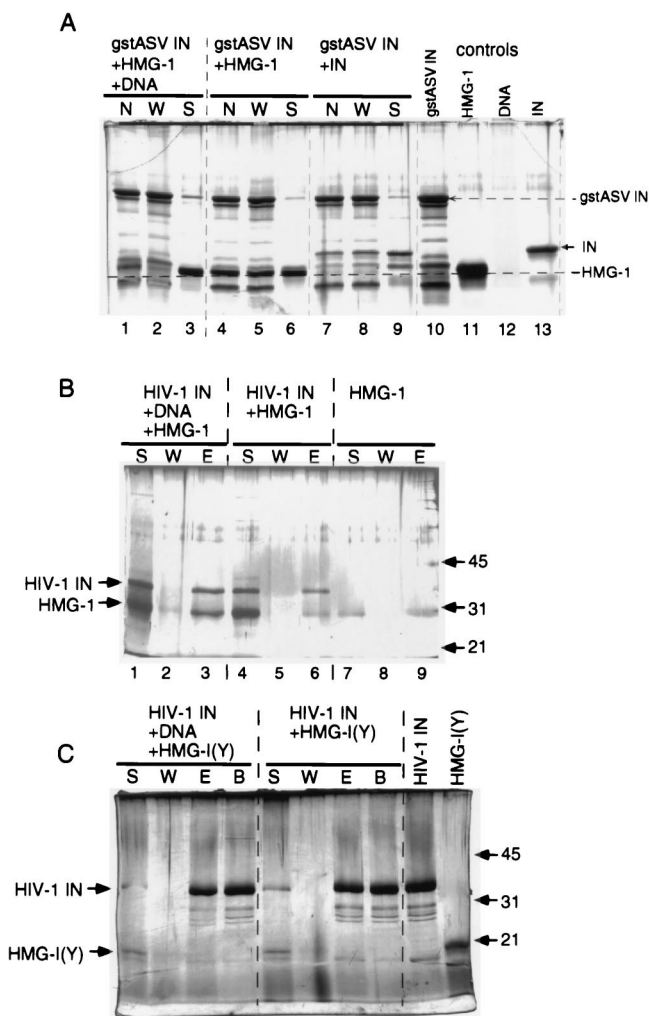 A
gstASV IN
+HMG-1
+DNA
gstASV IN
+HMG-1
gstASV IN
+IN
gstASV IN
controls
HMG-1
DNA
IN
N W S N W S N W S
gstASV IN
IN
HMG-1
1 2 3 4 5 6 7 8 9 10 11 12 13
B
HIV-1 IN
+DNA
+HMG-1
HIV-1 IN
+HMG-1
HMG-1
S W E S W E S W E
HIV-1 IN
HMG-1
45
31
21
1 2 3 4 5 6 7 8 9
C
HIV-1 IN
+DNA
+HMG-I(Y)
HIV-1 IN
+HMG-I(Y)
HIV-1 IN
HMG-I(Y)
S W E B S W E B
HIV-1 IN
HMG-I(Y)
45
31
21